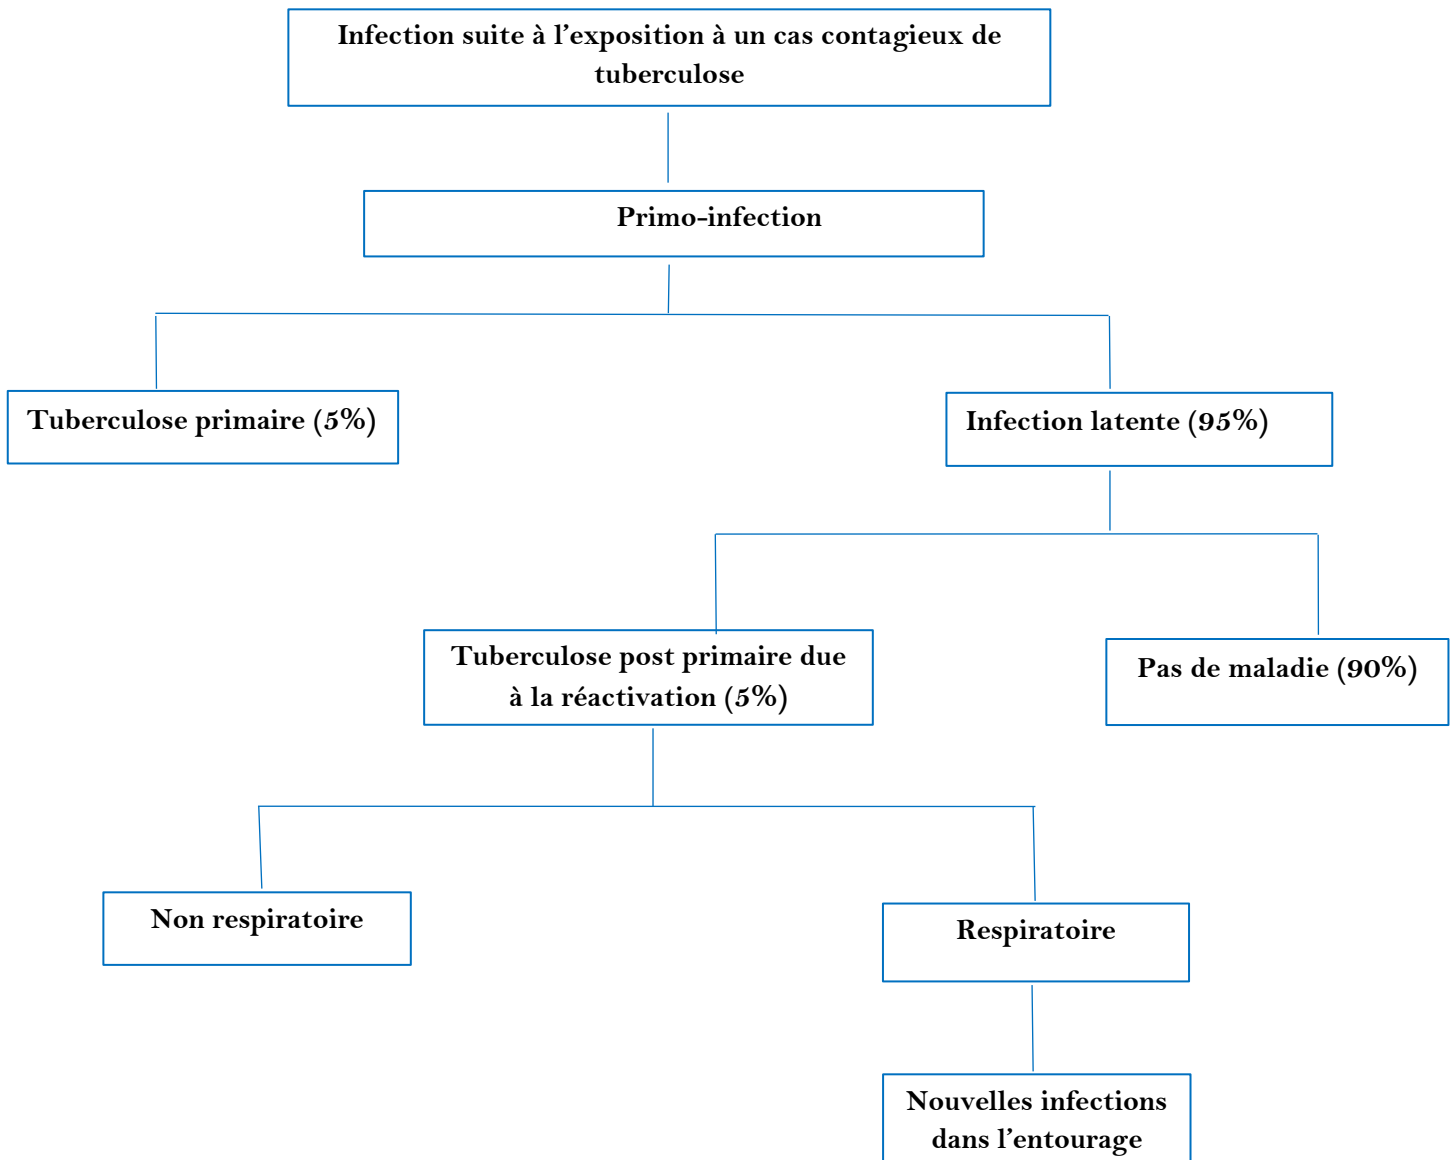 Infection suite à l’exposition à un cas contagieux de
tuberculose
Primo-infection
Tuberculose primaire (5%)
Infection latente (95%)
Tuberculose post primaire due
à la réactivation (5%)
Pas de maladie (90%)
Non respiratoire
Respiratoire
Nouvelles infections
dans l’entourage